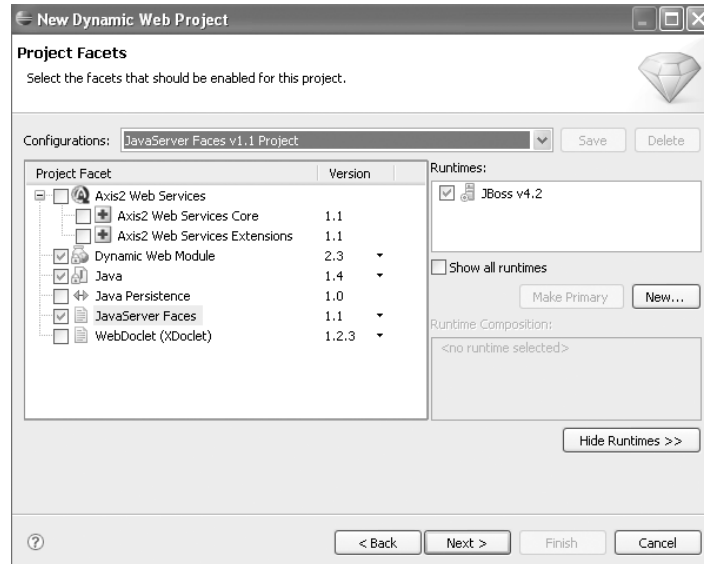 New Dynamic Web Project
Project Facets
Select the facets that should be enabled for this project.
Configurations: JavaServer Faces v1.1 Project Save Delete
Project Facet Version
Runtimes:
Axis2 Web Services
JBoss v4.2
Axis2 Web Services Core 1.1
Axis2 Web Services Extensions 1.1
Dynamic Web Module 2.3
Show all runtimes
Java 1.4
Java Persistence 1.0
Make Primary New...
JavaServer Faces 1.1
Runtime Composition:
WebDoclet (XDoclet) 1.2.3
<no runtime selected>
Hide Runtimes >>
? < Back Next > Finish Cancel